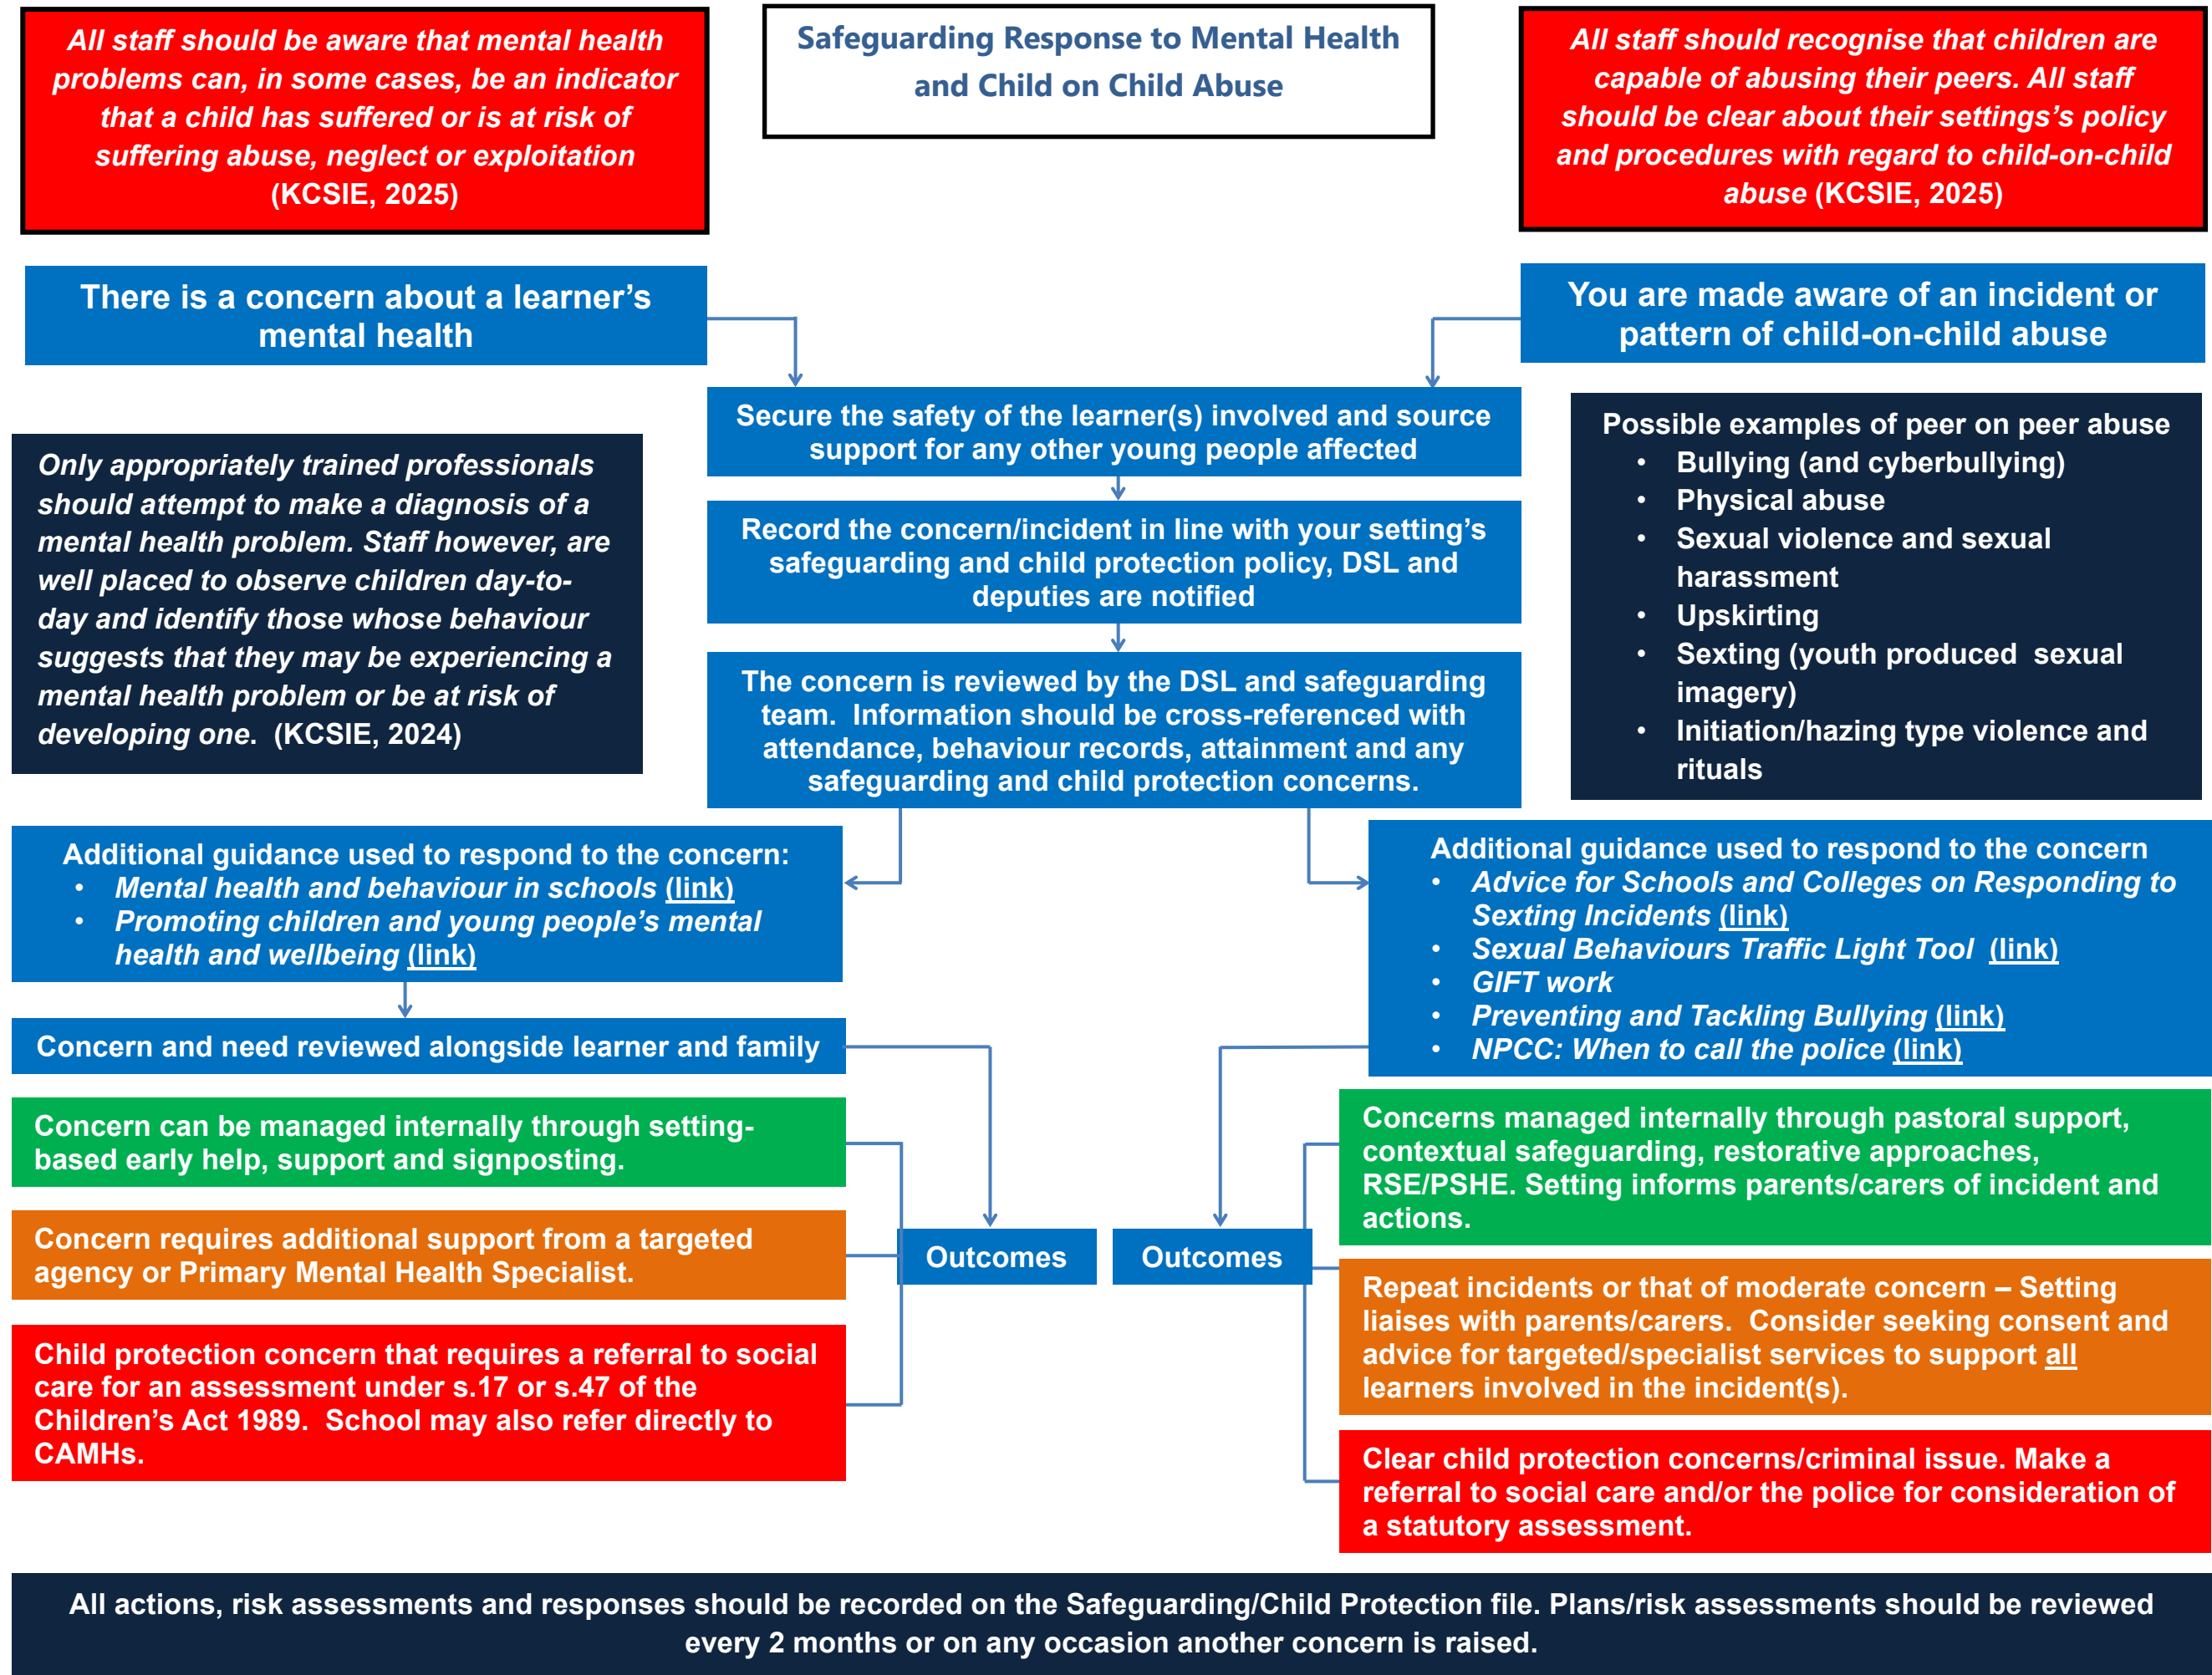 All staff should be aware that mental health
problems can, in some cases, be an indicator
that a child has suffered or is at risk of
suffering abuse, neglect or exploitation
(KCSIE, 2025)
Safeguarding Response to Mental Health
and Child on Child Abuse
All staff should recognise that children are
capable of abusing their peers. All staff
should be clear about their settings's policy
and procedures with regard to child-on-child
abuse (KCSIE, 2025)
There is a concern about a learner's
mental health
You are made aware of an incident or
pattern of child-on-child abuse
Secure the safety of the learner(s) involved and source
support for any other young people affected
Only appropriately trained professionals
should attempt to make a diagnosis of a
mental health problem. Staff however, are
well placed to observe children day-to-
day and identify those whose behaviour
suggests that they may be experiencing a
mental health problem or be at risk of
developing one.  (KCSIE, 2024)
Record the concern/incident in line with your setting's
safeguarding and child protection policy, DSL and
deputies are notified
Possible examples of peer on peer abuse
• Bullying (and cyberbullying)
• Physical abuse
• Sexual violence and sexual
harassment
• Upskirting
• Sexting (youth produced  sexual
imagery)
• Initiation/hazing type violence and
rituals
The concern is reviewed by the DSL and safeguarding
team.  Information should be cross-referenced with
attendance, behaviour records, attainment and any
safeguarding and child protection concerns.
Additional guidance used to respond to the concern:
• Mental health and behaviour in schools (link)
• Promoting children and young people's mental
health and wellbeing (link)
Additional guidance used to respond to the concern
• Advice for Schools and Colleges on Responding to
Sexting Incidents (link)
• Sexual Behaviours Traffic Light Tool  (link)
• GIFT work
• Preventing and Tackling Bullying (link)
• NPCC: When to call the police (link)
Concern and need reviewed alongside learner and family
Concern can be managed internally through setting-
based early help, support and signposting.
Concern requires additional support from a targeted
agency or Primary Mental Health Specialist.
Child protection concern that requires a referral to social
care for an assessment under s.17 or s.47 of the
Children's Act 1989.  School may also refer directly to
CAMHs.
Outcomes
Outcomes
Concerns managed internally through pastoral support,
contextual safeguarding, restorative approaches,
RSE/PSHE. Setting informs parents/carers of incident and
actions.
Repeat incidents or that of moderate concern – Setting
liaises with parents/carers.  Consider seeking consent and
advice for targeted/specialist services to support all
learners involved in the incident(s).
Clear child protection concerns/criminal issue. Make a
referral to social care and/or the police for consideration of
a statutory assessment.
All actions, risk assessments and responses should be recorded on the Safeguarding/Child Protection file. Plans/risk assessments should be reviewed
every 2 months or on any occasion another concern is raised.